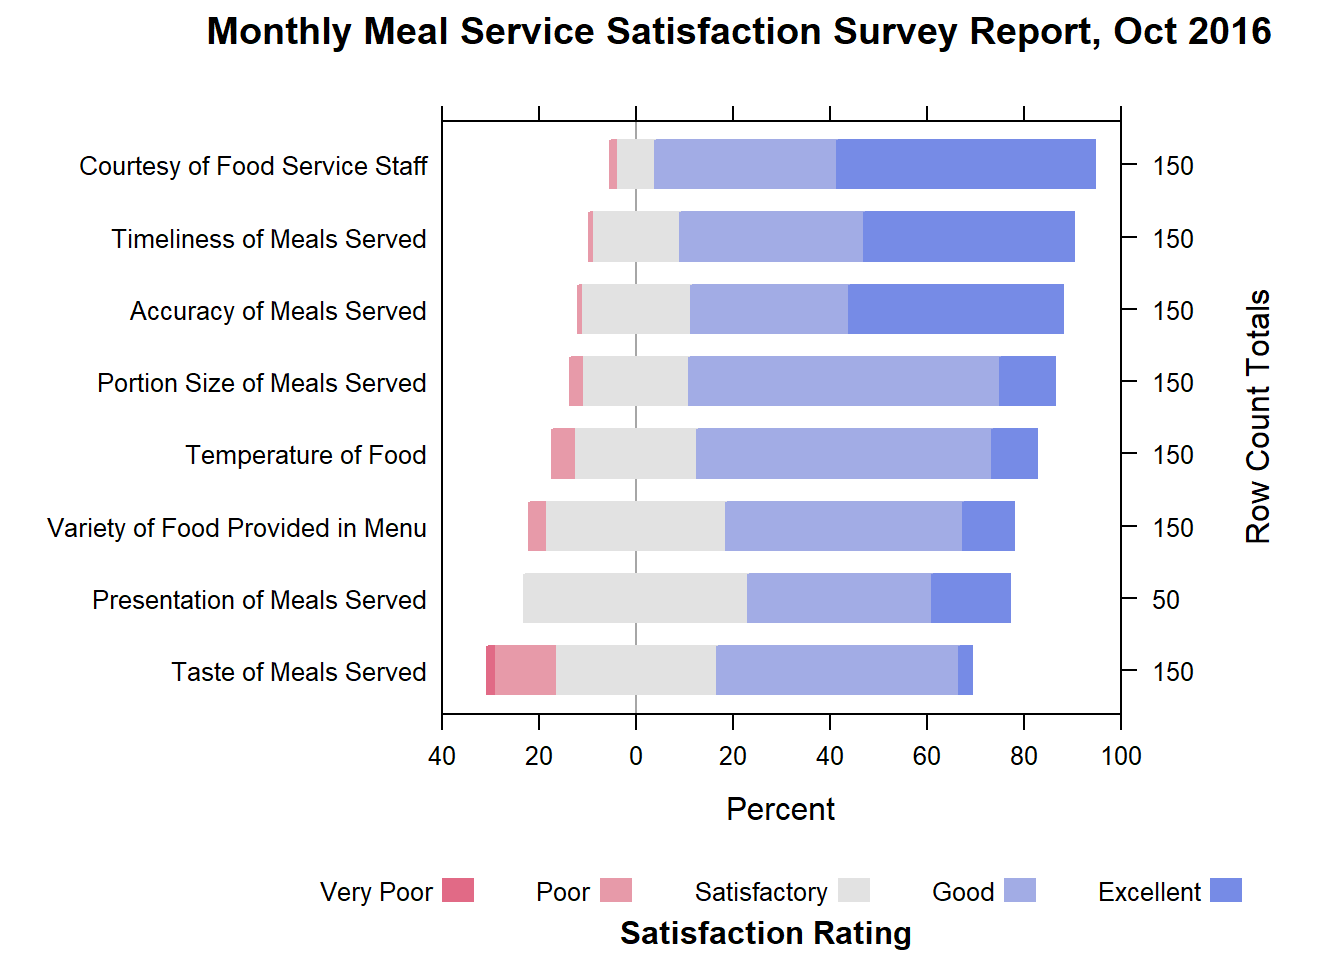 Monthly Meal Service Satisfaction Survey Report, Oct 2016
Courtesy of Food Service Staff
150
Timeliness of Meals Served
150
Accuracy of Meals Served
150
Portion Size of Meals Served
150
Temperature of Food
150
Variety of Food Provided in Menu
150
Presentation of Meals Served
50
Taste of Meals Served
150
Row Count Totals
40 20 0 20 40 60 80 100
Percent
Very Poor Poor Satisfactory Good Excellent
Satisfaction Rating